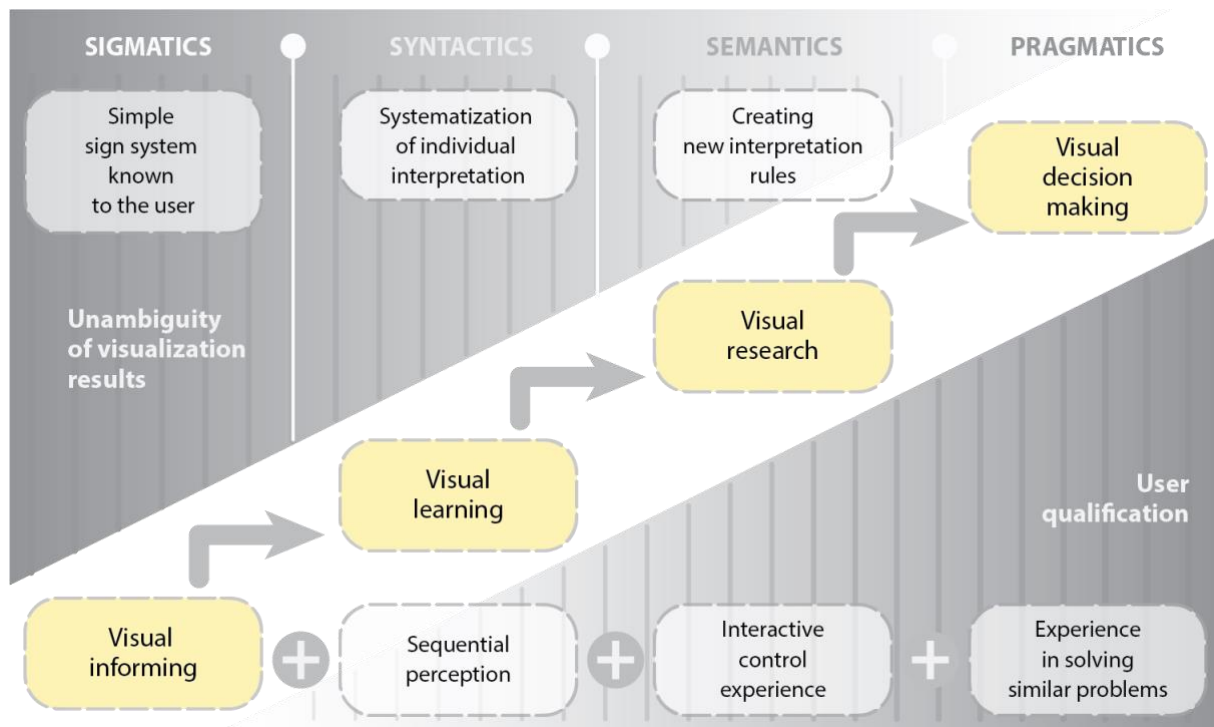 SIGMATICS
SYNTACTICS
SEMANTICS
PRAGMATICS
Simple
sign system
known
to the user
Systematization
of individual
interpretation
Creating
new interpretation
rules
Visual
decision
making
Unambiguity
of visualization
results
Visual
research
Visual
learning
User
qualification
Visual
informing
+
Sequential
perception
+
Interactive
control
experience
+
Experience
in solving
similar problems